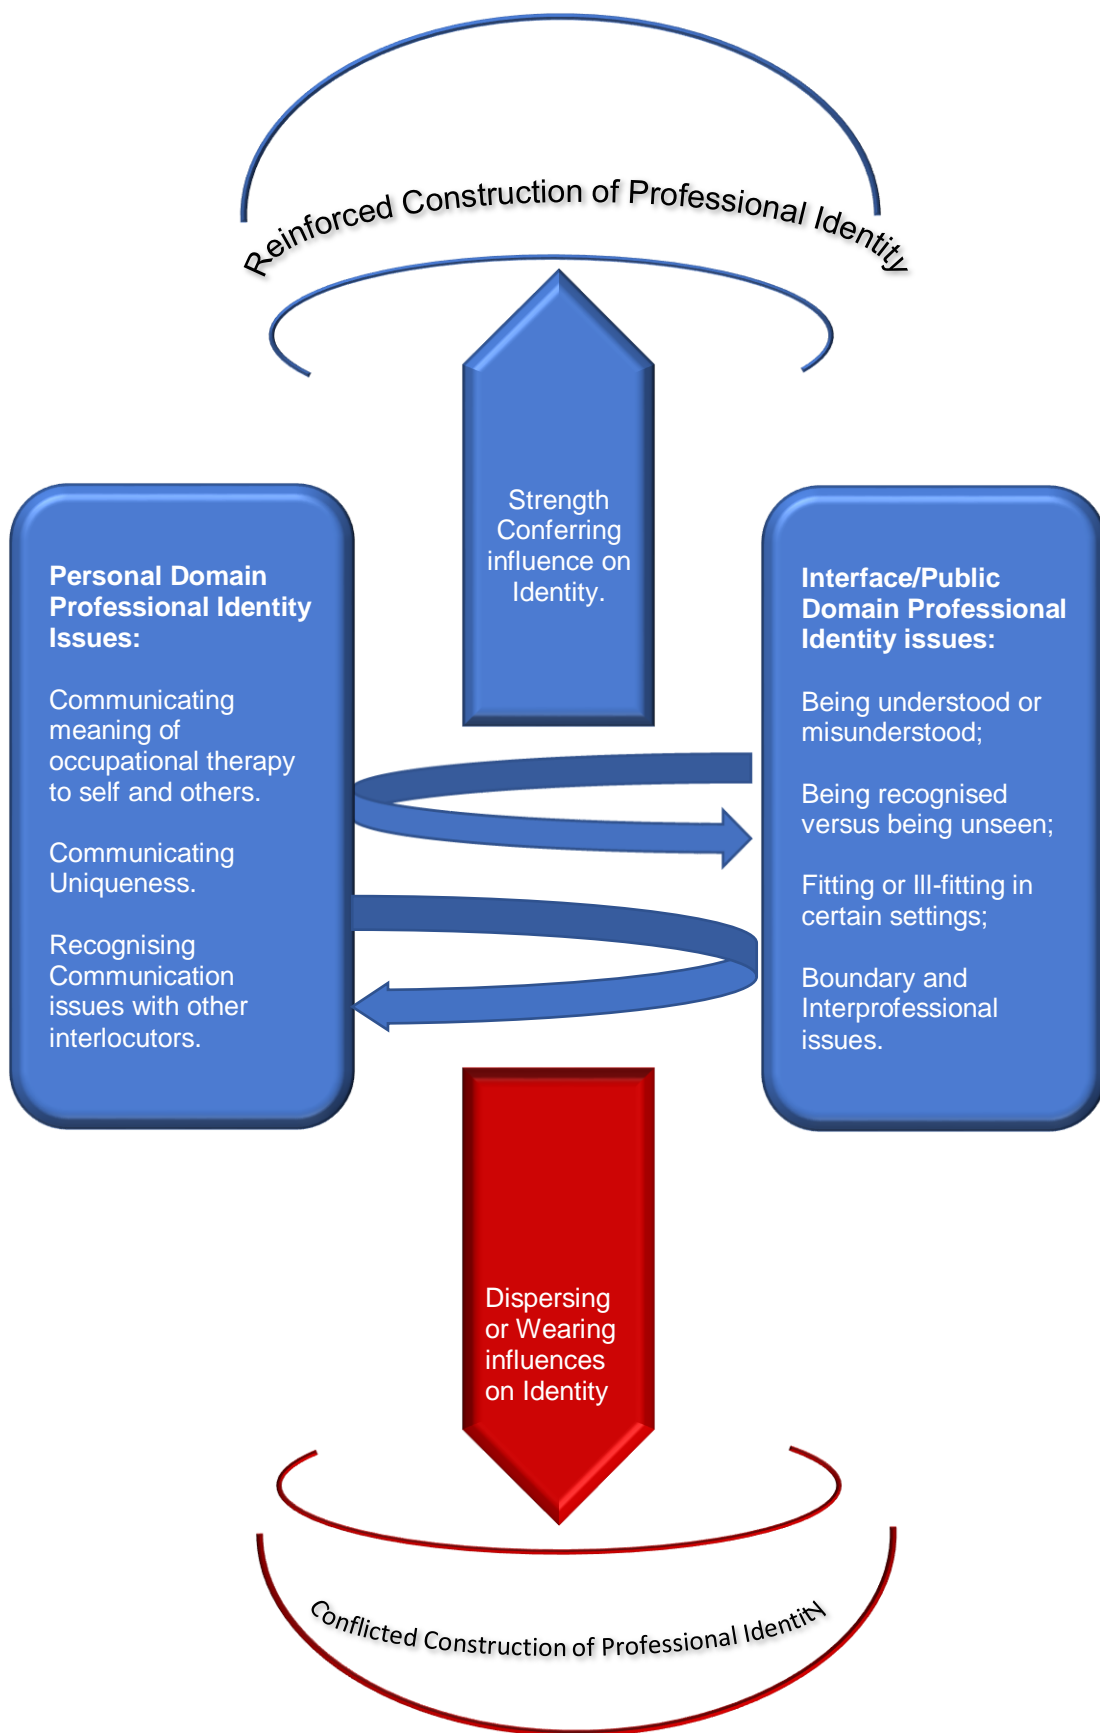 Reinforced Construction of Professional Identity
Strength
Conferring
influence on
Identity.
Personal Domain
Professional Identity
Issues:
Communicating
meaning of
occupational therapy
to self and others.
Communicating
Uniqueness.
Recognising
Communication
issues with other
interlocutors.
Interface/Public
Domain Professional
Identity issues:
Being understood or
misunderstood;
Being recognised
versus being unseen;
Fitting or Ill-fitting in
certain settings;
Boundary and
Interprofessional
issues.
Dispersing
or Wearing
influences
on Identity
Conflicted Construction of Professional Identity